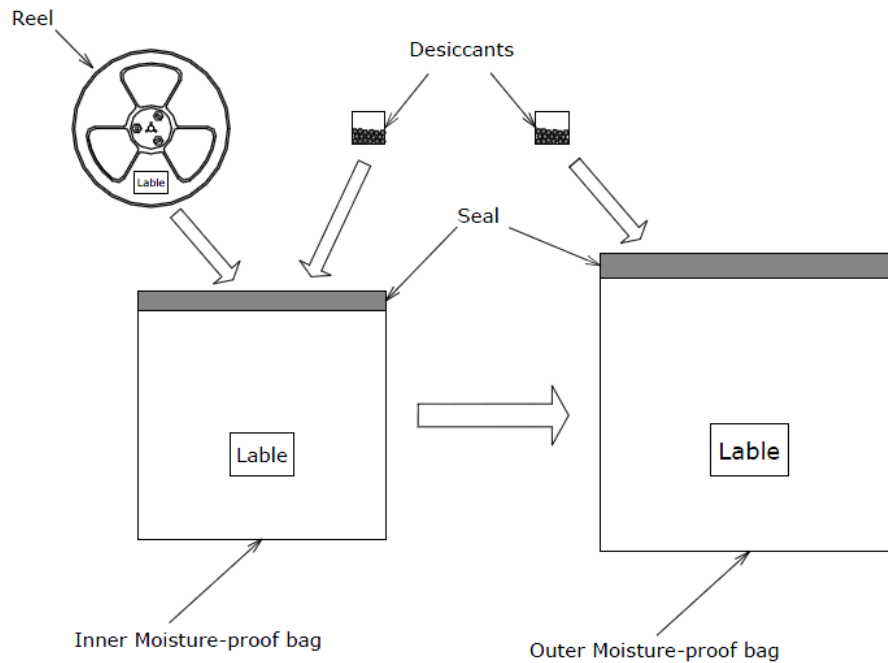 Reel
Desiccants
Lable
Seal
Lable
Lable
Inner Moisture-proof bag
Outer Moisture-proof bag